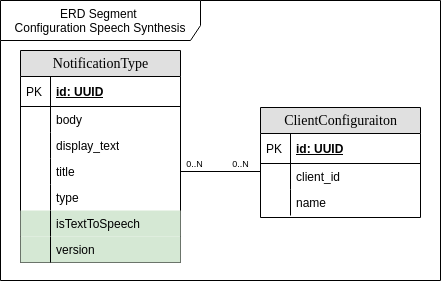 ERD Segment
Configuration Speech Synthesis
NotificationType
PK id: UUID
body
display_text
title
type
isTextToSpeech
version
0..N 0..N
ClientConfiguraiton
PK id: UUID
client_id
name